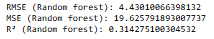 RMSE (Random forest): 4.43010066398132
MSE (Random forest): 19.625791893007737
R² (Random forest): 0.314275100304532